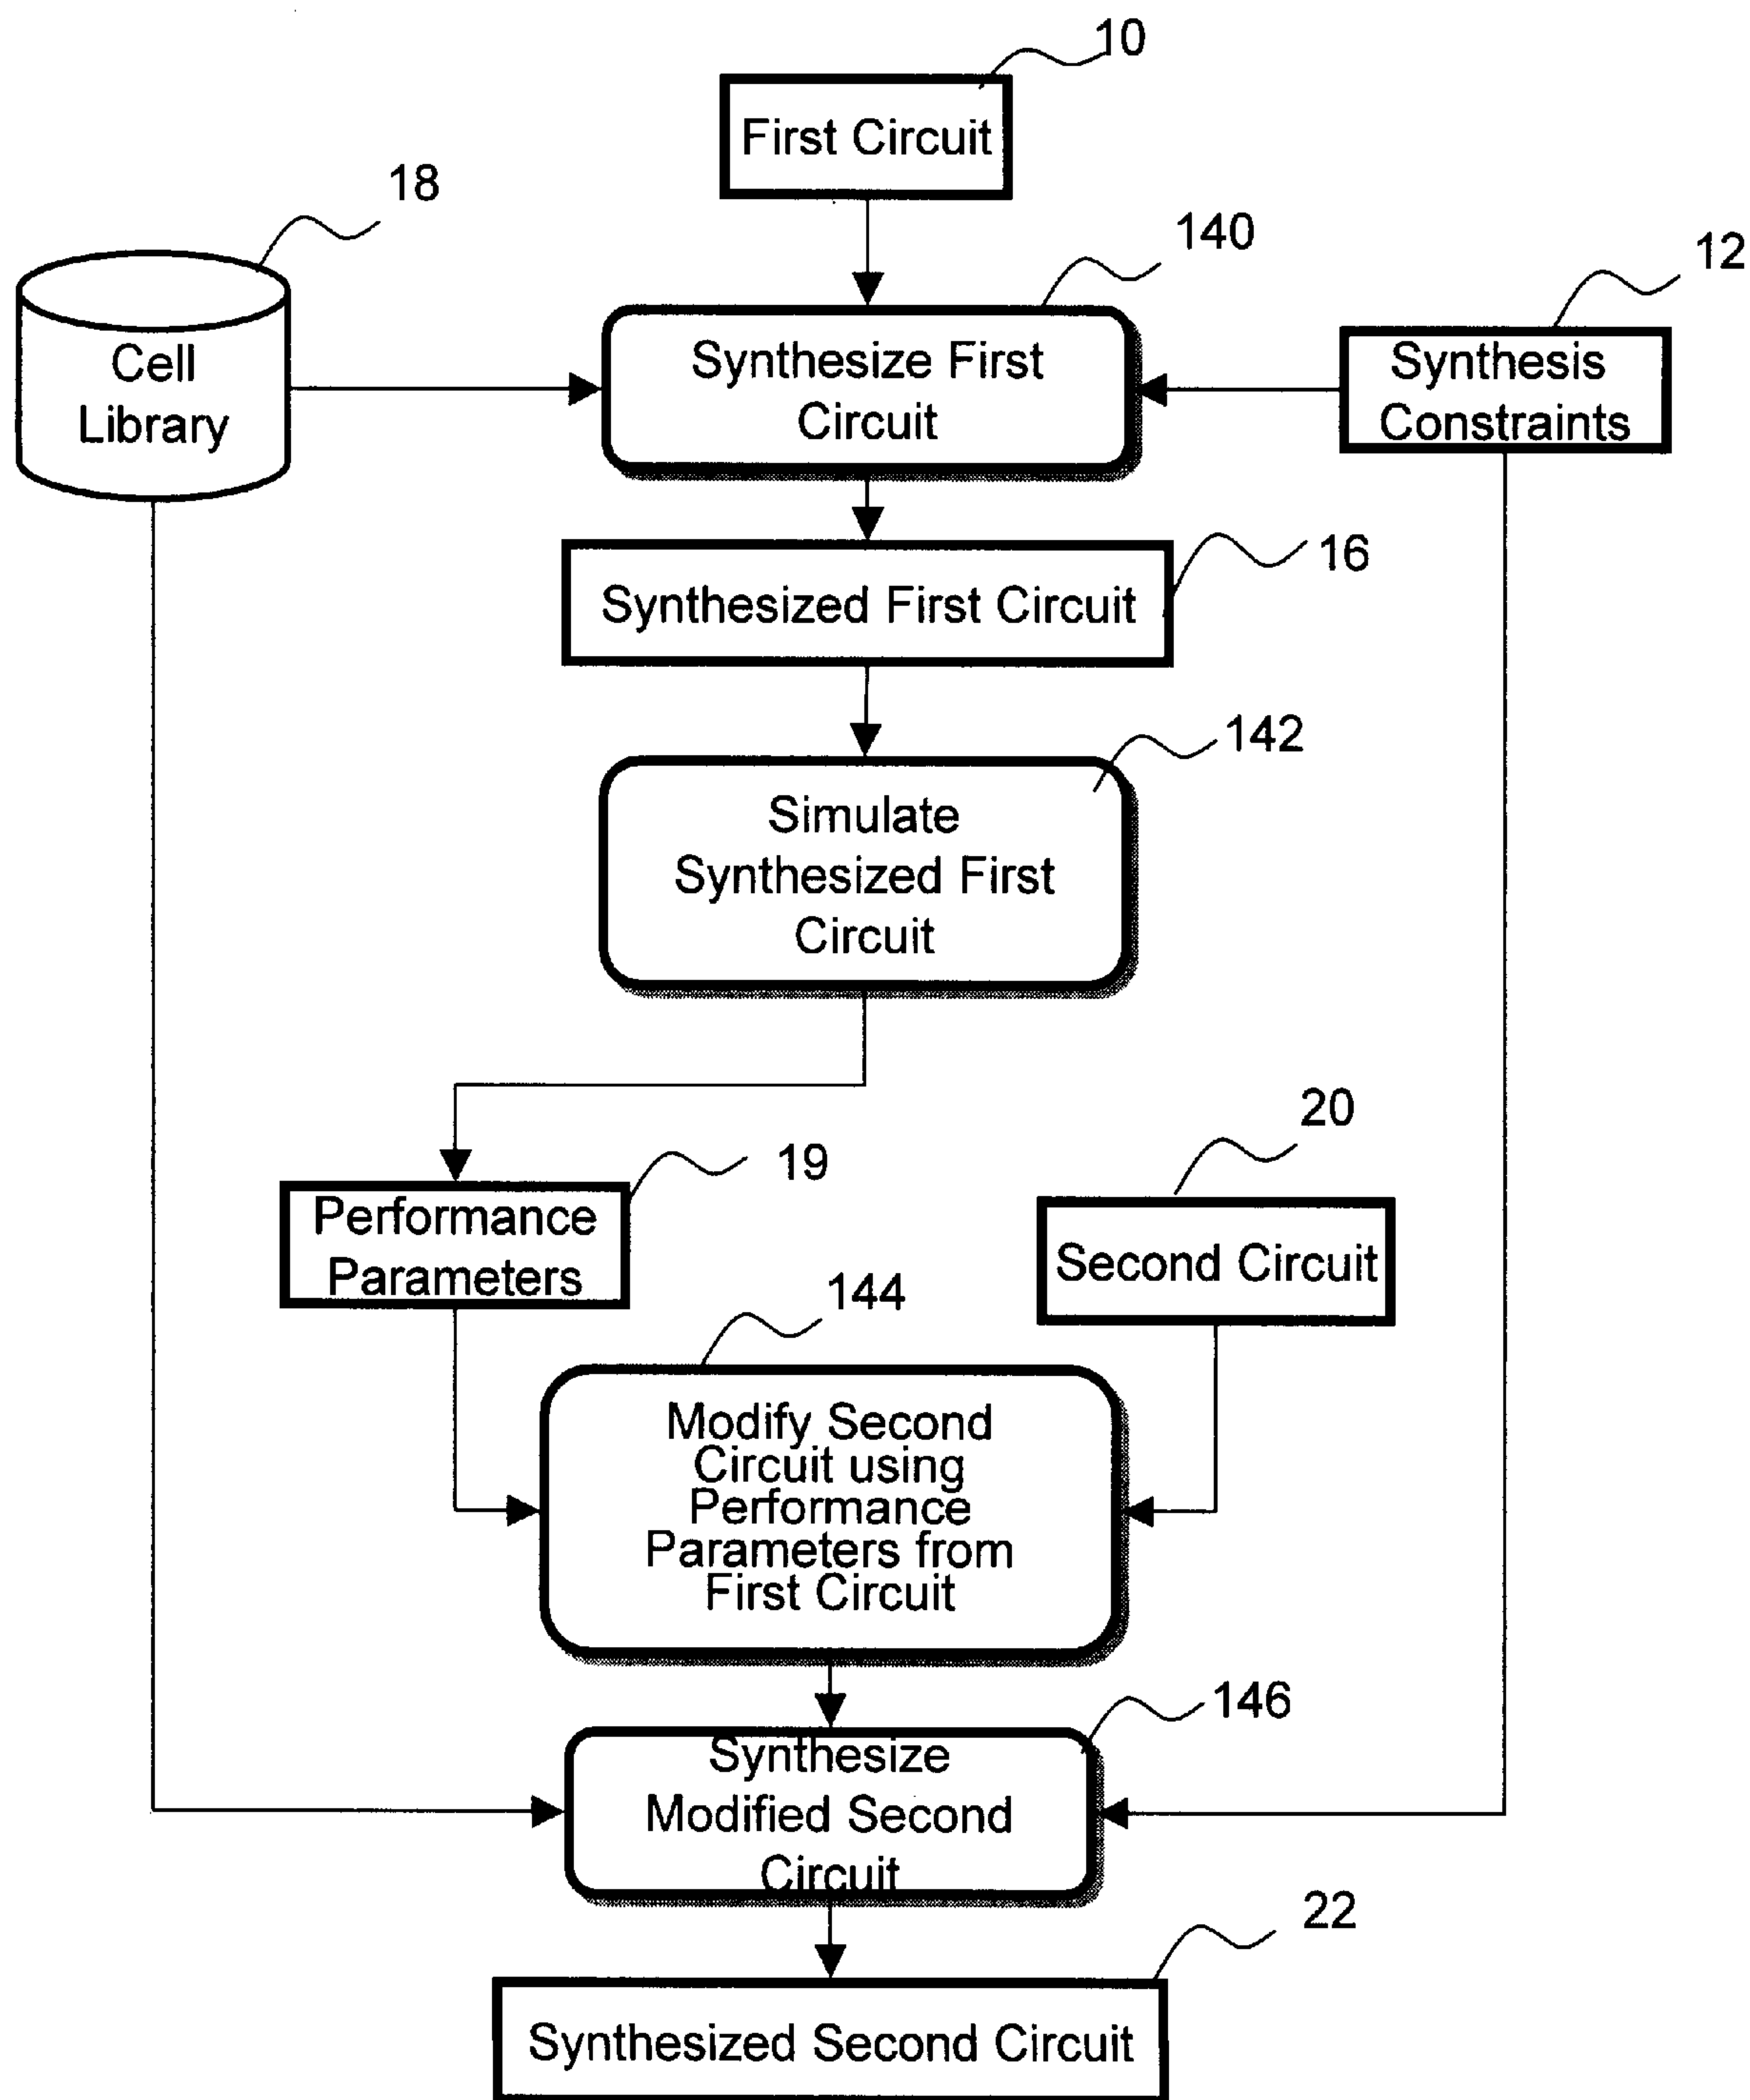 10
First Circuit
18
140
12
Cell
Library
Synthesize First
Circuit
Synthesis
Constraints
16
Synthesized First Circuit
142
Simulate
Synthesized First
Circuit
20
19
Performance
Parameters
Second Circuit
144
Modify Second
Circuit using
Performance
Parameters from
First Circuit
146
Synthesize
Modified Second
Circuit
22
Synthesized Second Circuit